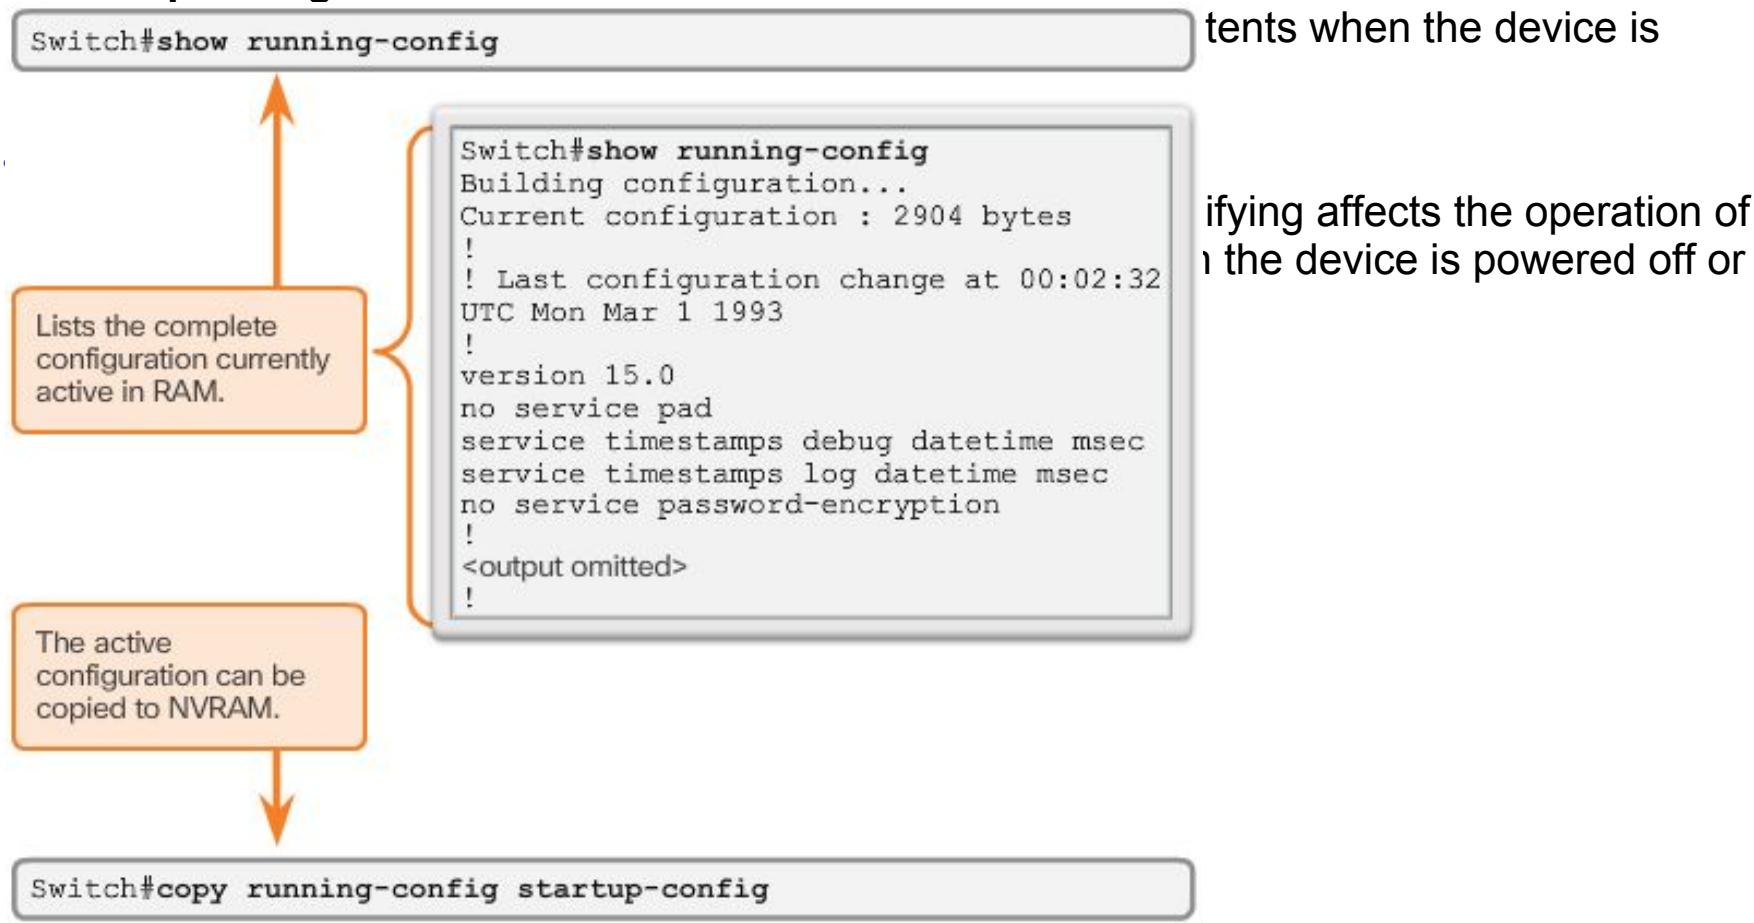 Switch#show running-config
tents when the device is
Switch#show running-config
Building configuration...
Current configuration : 2904 bytes
!
! Last configuration change at 00:02:32
UTC Mon Mar 1 1993
!
version 15.0
no service pad
service timestamps debug datetime msec
service timestamps log datetime msec
no service password-encryption
!
<output omitted>
!
ifying affects the operation of
the device is powered off or
Lists the complete
configuration currently
active in RAM.
The active
configuration can be
copied to NVRAM.
Switch#copy running-config startup-config